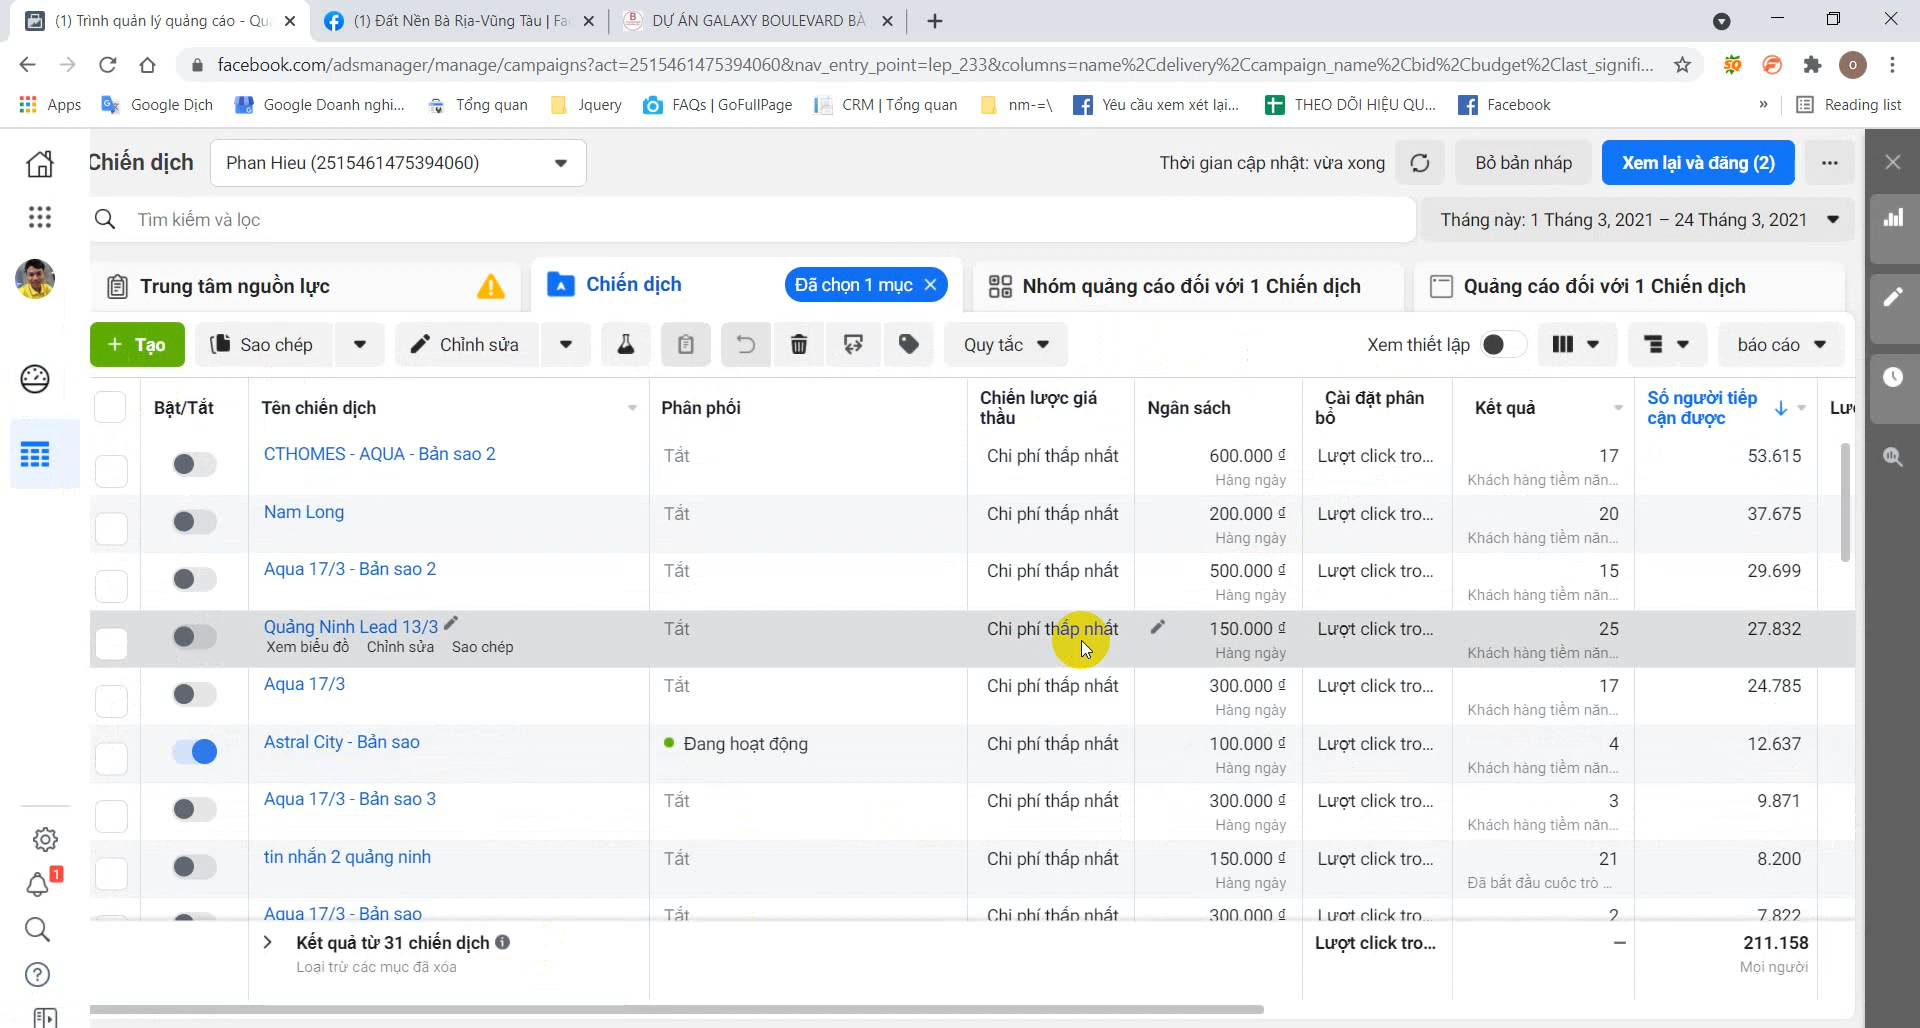 (1) Trình quản lý quảng cáo - Qu
(1) Đất Nền Bà Rịa-Vũng Tàu | Fa
DỰ ÁN GALAXY BOULEVARD BÀ
facebook.com/adsmanager/manage/campaigns?act=2515461475394060&nav_entry_point=lep_233&columns=name%2Cdelivery%2Ccampaign_name%2Cbid%2Cbudget%2Clast_signifi...
Apps
Google Dịch
Google Doanh nghi...
Tổng quan
Jquery
FAQs | GoFullPage
CRM | Tổng quan
nm-=\
Yêu cầu xem xét lại...
THEO DÕI HIỆU QU...
Facebook
»
Reading list
Chiến dịch
Phan Hieu (2515461475394060)
Thời gian cập nhật: vừa xong
Bỏ bản nháp
Xem lại và đăng (2)
Tìm kiếm và lọc
Tháng này: 1 Tháng 3, 2021 – 24 Tháng 3, 2021
Trung tâm nguồn lực
Chiến dịch
Đã chọn 1 mục
Nhóm quảng cáo đối với 1 Chiến dịch
Quảng cáo đối với 1 Chiến dịch
+ Tạo
Sao chép
Chỉnh sửa
Quy tắc
Xem thiết lập
báo cáo
Bật/Tắt
Tên chiến dịch
Phân phối
Chiến lược giá thầu
Ngân sách
Cài đặt phân bổ
Kết quả
Số người tiếp cận được
Lư
CTHOMES - AQUA - Bản sao 2
Tắt
Chi phí thấp nhất
600.000 ₫
Hàng ngày
Lượt click tro...
17
Khách hàng tiềm năn...
53.615
Nam Long
Tắt
Chi phí thấp nhất
200.000 ₫
Hàng ngày
Lượt click tro...
20
Khách hàng tiềm năn...
37.675
Aqua 17/3 - Bản sao 2
Tắt
Chi phí thấp nhất
500.000 ₫
Hàng ngày
Lượt click tro...
15
Khách hàng tiềm năn...
29.699
Quảng Ninh Lead 13/3
Xem biểu đồ Chỉnh sửa Sao chép
Tắt
Chi phí thấp nhất
150.000 ₫
Hàng ngày
Lượt click tro...
25
Khách hàng tiềm năn...
27.832
Aqua 17/3
Tắt
Chi phí thấp nhất
300.000 ₫
Hàng ngày
Lượt click tro...
17
Khách hàng tiềm năn...
24.785
Astral City - Bản sao
Đang hoạt động
Chi phí thấp nhất
100.000 ₫
Hàng ngày
Lượt click tro...
4
Khách hàng tiềm năn...
12.637
Aqua 17/3 - Bản sao 3
Tắt
Chi phí thấp nhất
300.000 ₫
Hàng ngày
Lượt click tro...
3
Khách hàng tiềm năn...
9.871
tin nhắn 2 quảng ninh
Tắt
Chi phí thấp nhất
150.000 ₫
Hàng ngày
Lượt click tro...
21
Đã bắt đầu cuộc trò ...
8.200
Aqua 17/3 - Bản sao
Tắt
Chi phí thấp nhất
300.000 ₫
Lượt click tro...
2
7.822
Kết quả từ 31 chiến dịch
Loại trừ các mục đã xóa
Lượt click tro...
–
211.158
Mọi người
1
O